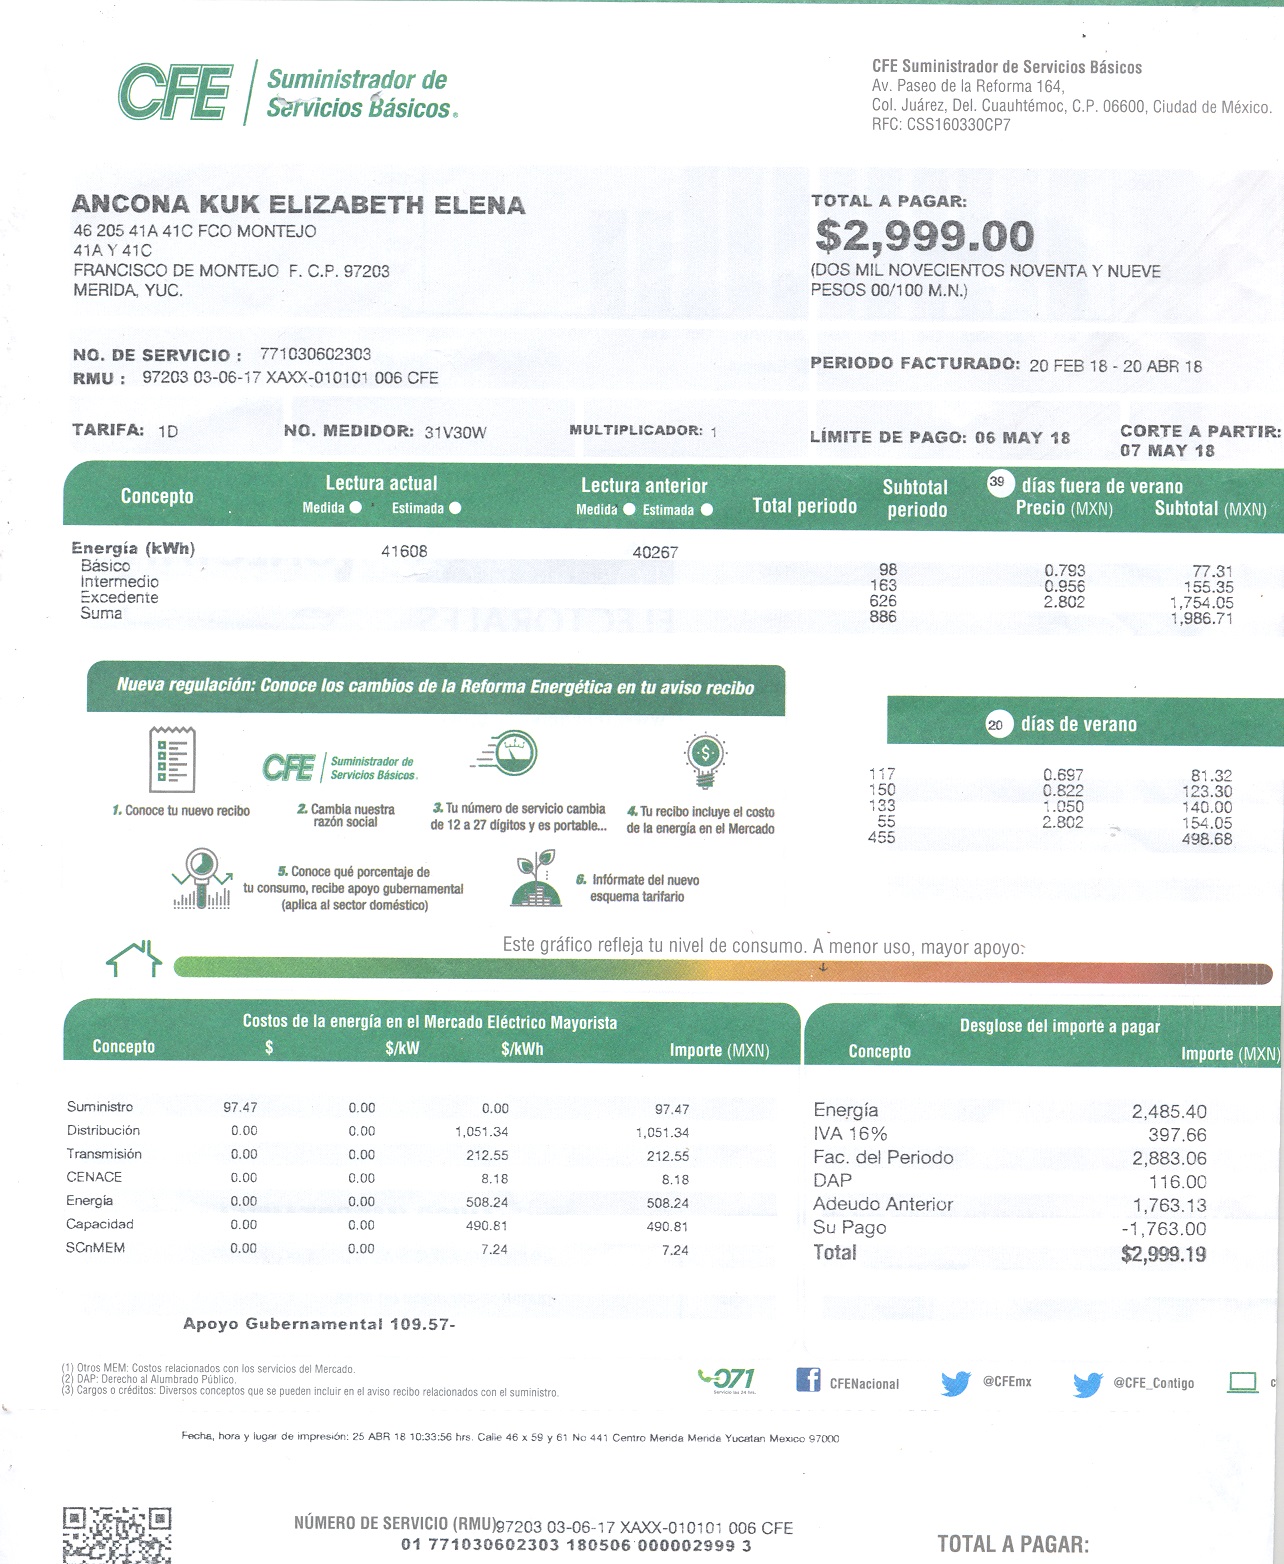 CFE Suministrador de
Servicios Básicos.
CFE Suministrador de Servicios Básicos
Av. Paseo de la Reforma 164,
Col. Juárez, Del. Cuauhtémoc, C.P. 06600, Ciudad de México.
RFC: CSS160330CP7
ANCONA KUK ELIZABETH ELENA
46 205 41A 41C FCO MONTEJO
41A Y 41C
FRANCISCO DE MONTEJO F. C.P. 97203
MERIDA, YUC.
TOTAL A PAGAR:
$2,999.00
(DOS MIL NOVECIENTOS NOVENTA Y NUEVE
PESOS 00/100 M.N.)
NO. DE SERVICIO : 771030602303
RMU : 97203 03-06-17 XAXX-010101 006 CFE
PERIODO FACTURADO: 20 FEB 18 - 20 ABR 18
TARIFA: 1D NO. MEDIDOR: 31V30W MULTIPLICADOR: 1
LÍMITE DE PAGO: 06 MAY 18
CORTE A PARTIR:
07 MAY 18
Concepto
Lectura actual
Medida Estimada
Lectura anterior
Medida Estimada
Total periodo
Subtotal
periodo
39 días fuera de verano
Precio (MXN) Subtotal (MXN)
Energía (kWh) 41608 40267
Básico 98 0.793 77.31
Intermedio 163 0.956 155.35
Excedente 626 2.802 1,754.05
Suma 886 1,986.71
Nueva regulación: Conoce los cambios de la Reforma Energética en tu aviso recibo
CFE Suministrador de
Servicios Básicos.
1. Conoce tu nuevo recibo
2. Cambia nuestra
razón social
3. Tu número de servicio cambia
de 12 a 27 dígitos y es portable...
4. Tu recibo incluye el costo
de la energía en el Mercado
5. Conoce qué porcentaje de
tu consumo, recibe apoyo gubernamental
(aplica al sector doméstico)
6. Infórmate del nuevo
esquema tarifario
20 días de verano
117 0.697 81.32
150 0.822 123.30
133 1.050 140.00
55 2.802 154.05
455 498.68
Este gráfico refleja tu nivel de consumo. A menor uso, mayor apoyo:
Costos de la energía en el Mercado Eléctrico Mayorista
Concepto $ $/kW $/kWh Importe (MXN)
Suministro 97.47 0.00 0.00 97.47
Distribución 0.00 0.00 1,051.34 1,051.34
Transmisión 0.00 0.00 212.55 212.55
CENACE 0.00 0.00 8.18 8.18
Energía 0.00 0.00 508.24 508.24
Capacidad 0.00 0.00 490.81 490.81
SCnMEM 0.00 0.00 7.24 7.24
Desglose del importe a pagar
Concepto Importe (MXN)
Energía 2,485.40
IVA 16% 397.66
Fac. del Periodo 2,883.06
DAP 116.00
Adeudo Anterior 1,763.13
Su Pago -1,763.00
Total $2,999.19
Apoyo Gubernamental 109.57-
(1) Otros MEM: Costos relacionados con los servicios del Mercado.
(2) DAP: Derecho al Alumbrado Público.
(3) Cargos o créditos: Diversos conceptos que se pueden incluir en el aviso recibo relacionados con el suministro.
071
Servicio las 24 hrs.
CFENacional
@CFEmx
@CFE_Contigo
c
Fecha, hora y lugar de impresión: 25 ABR 18 10:33:56 hrs. Calle 46 x 59 y 61 No 441 Centro Merida Merida Yucatan Mexico 97000
NÚMERO DE SERVICIO (RMU) 97203 03-06-17 XAXX-010101 006 CFE
01 771030602303 180506 000002999 3
TOTAL A PAGAR: